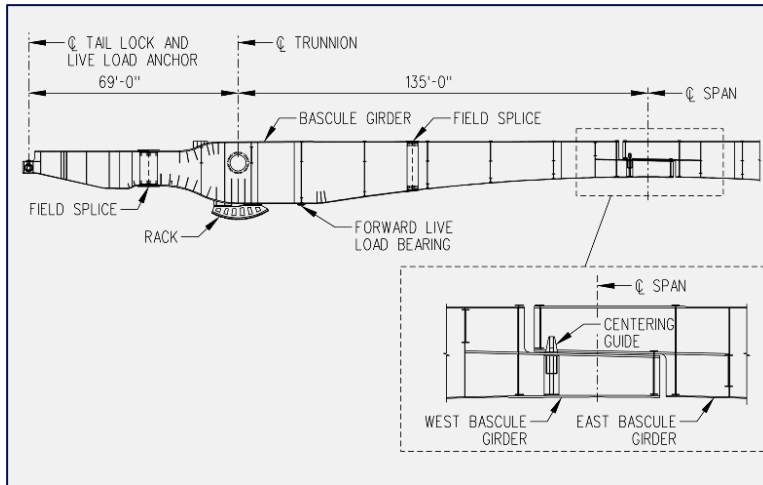 ℄ TAIL LOCK AND
LIVE LOAD ANCHOR
℄ TRUNNION
69'-0"
135'-0"
℄ SPAN
BASCULE GIRDER
FIELD SPLICE
FIELD SPLICE
RACK
FORWARD LIVE
LOAD BEARING
℄ SPAN
CENTERING
GUIDE
WEST BASCULE
GIRDER
EAST BASCULE
GIRDER